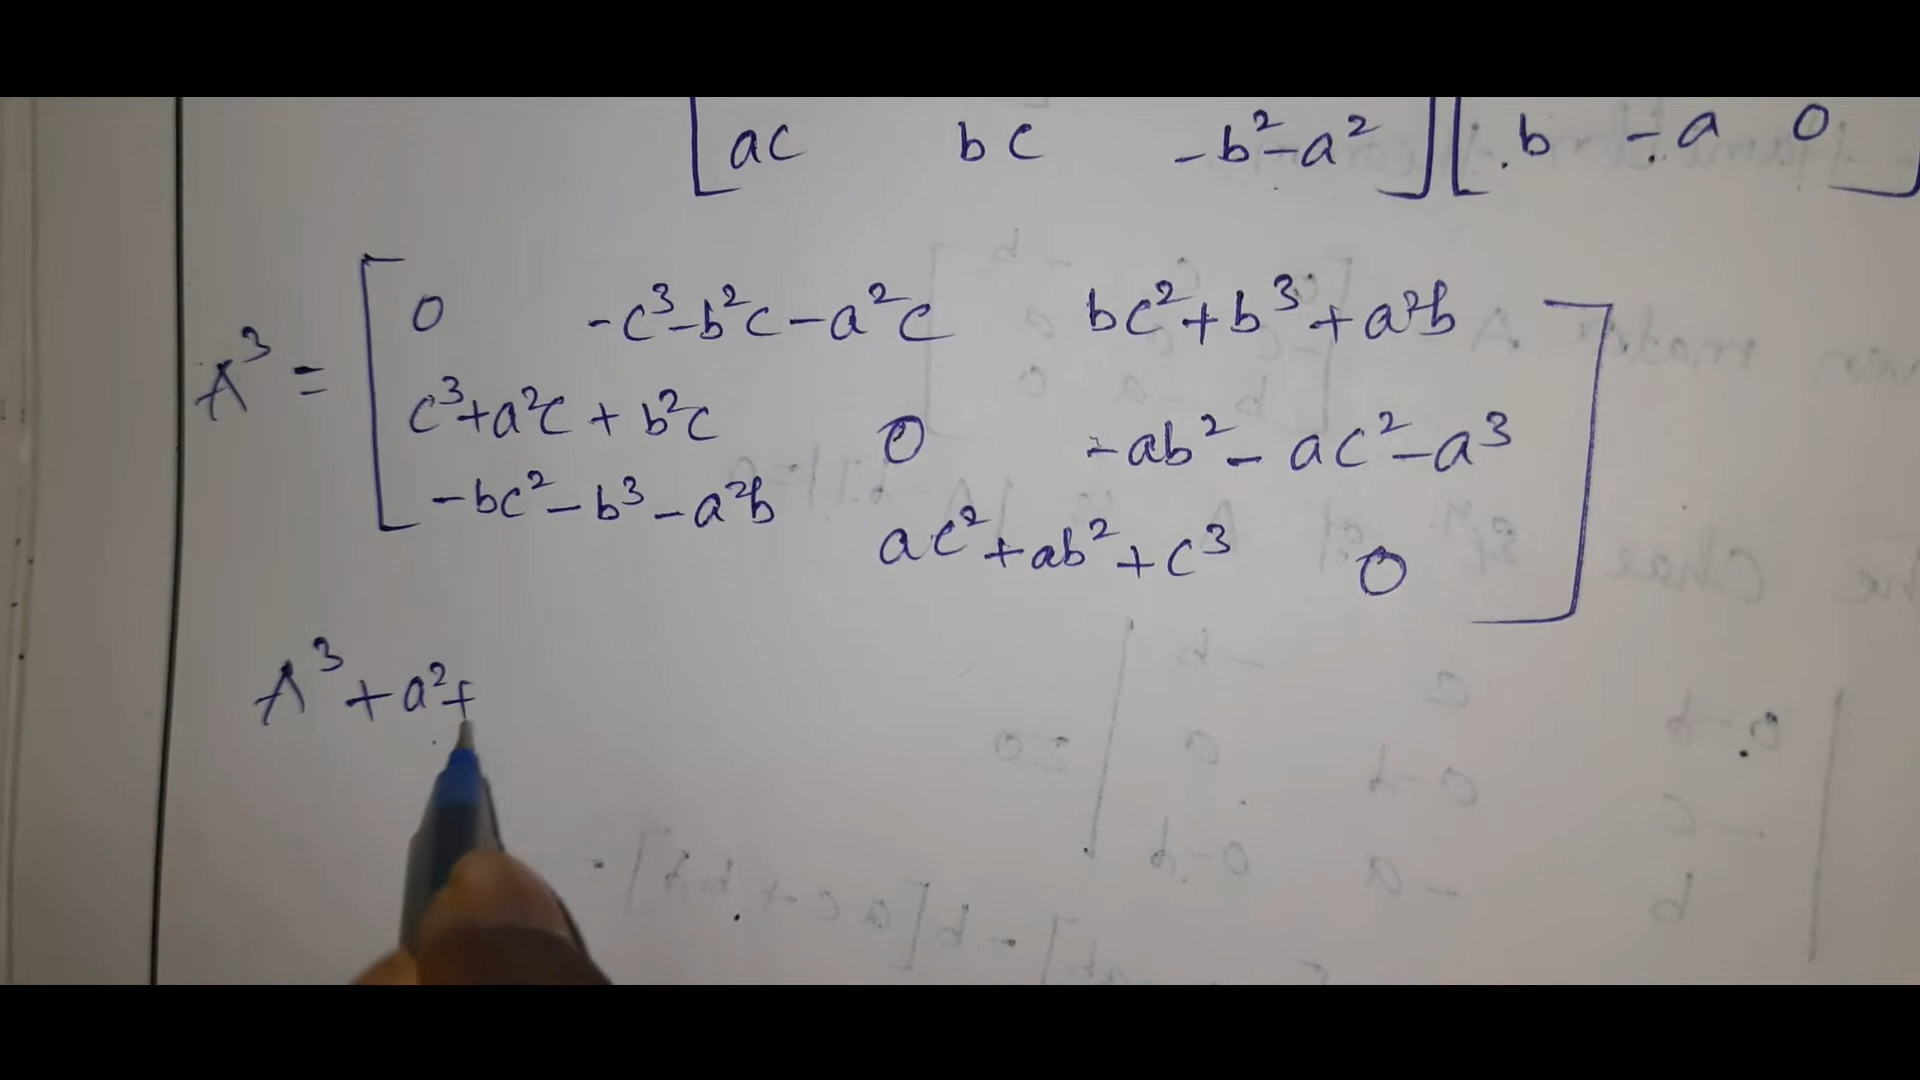 ac bc -b²-a² ] [ b -a 0 ]
A³ = [ 0 -c³-b²c-a²c bc²+b³+a²b
c³+a²c+b²c 0 -ab²-ac²-a³
-bc²-b³-a²b ac²+ab²+c³ 0 ]
A³+a²+